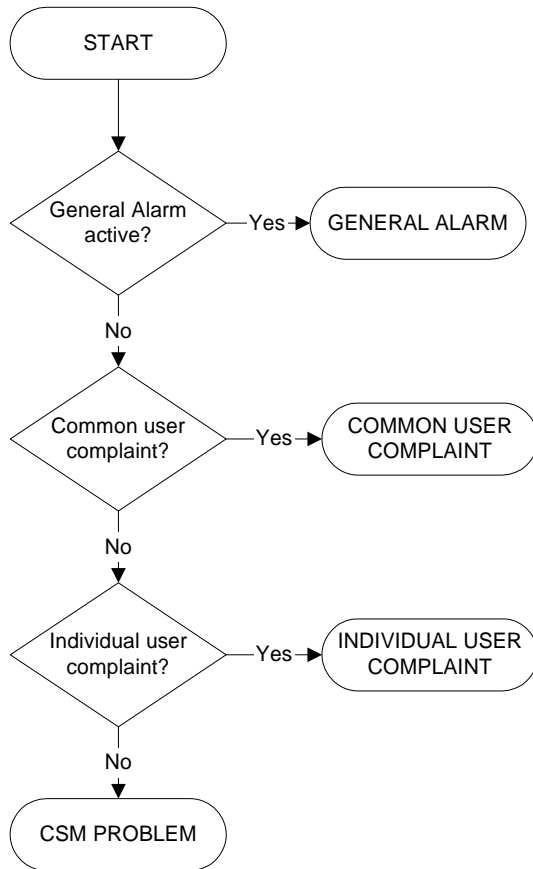 START
General Alarm
active?
Yes
GENERAL ALARM
No
Common user
complaint?
Yes
COMMON USER
COMPLAINT
No
Individual user
complaint?
Yes
INDIVIDUAL USER
COMPLAINT
No
CSM PROBLEM